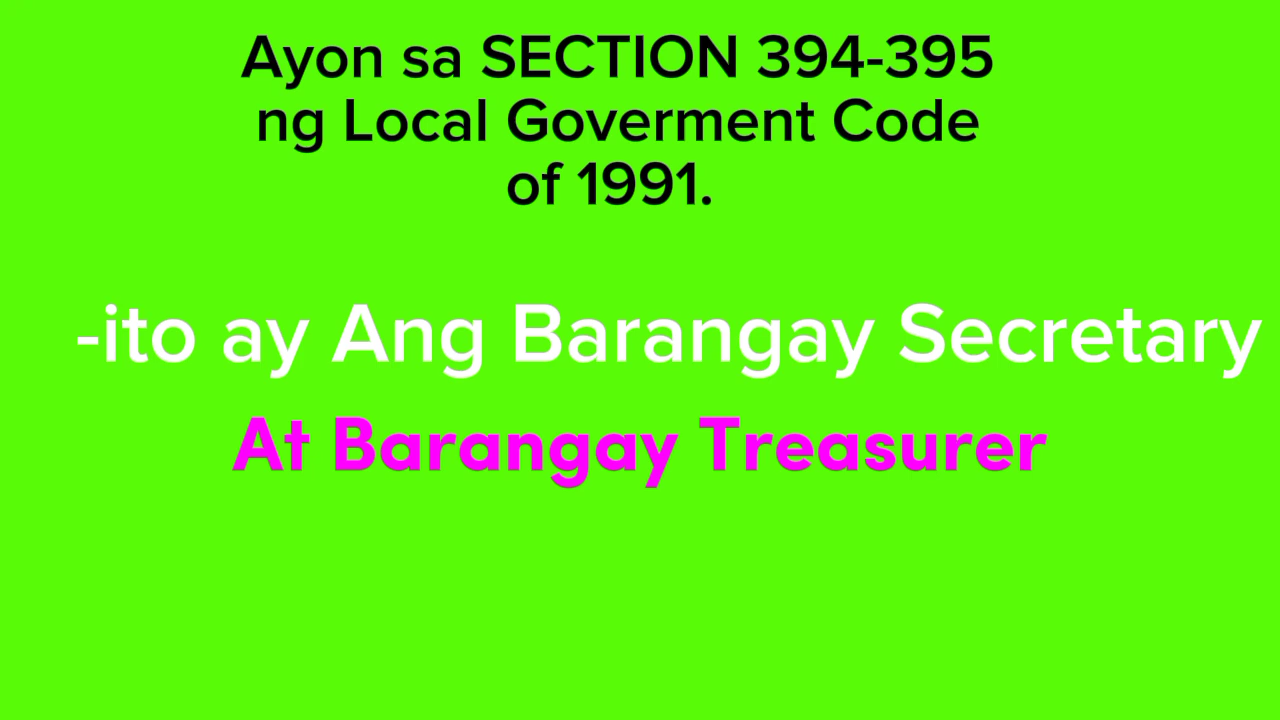 Ayon sa SECTION 394-395
ng Local Goverment Code
of 1991.
-ito ay Ang Barangay Secretary
At Barangay Treasurer